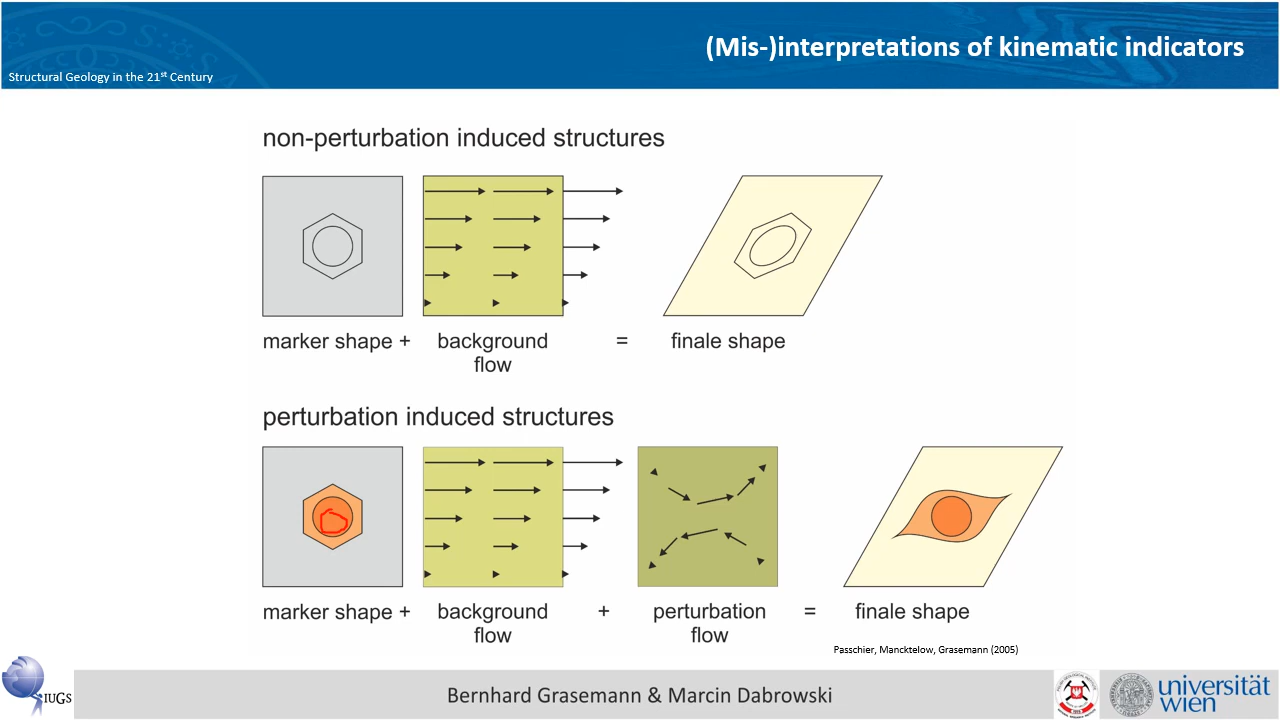 (Mis-)interpretations of kinematic indicators
Structural Geology in the 21st Century
non-perturbation induced structures
marker shape + background flow = finale shape
perturbation induced structures
marker shape + background flow + perturbation flow = finale shape
Passchier, Mancktelow, Grasemann (2005)
IUGS
Bernhard Grasemann & Marcin Dabrowski
universität
wien